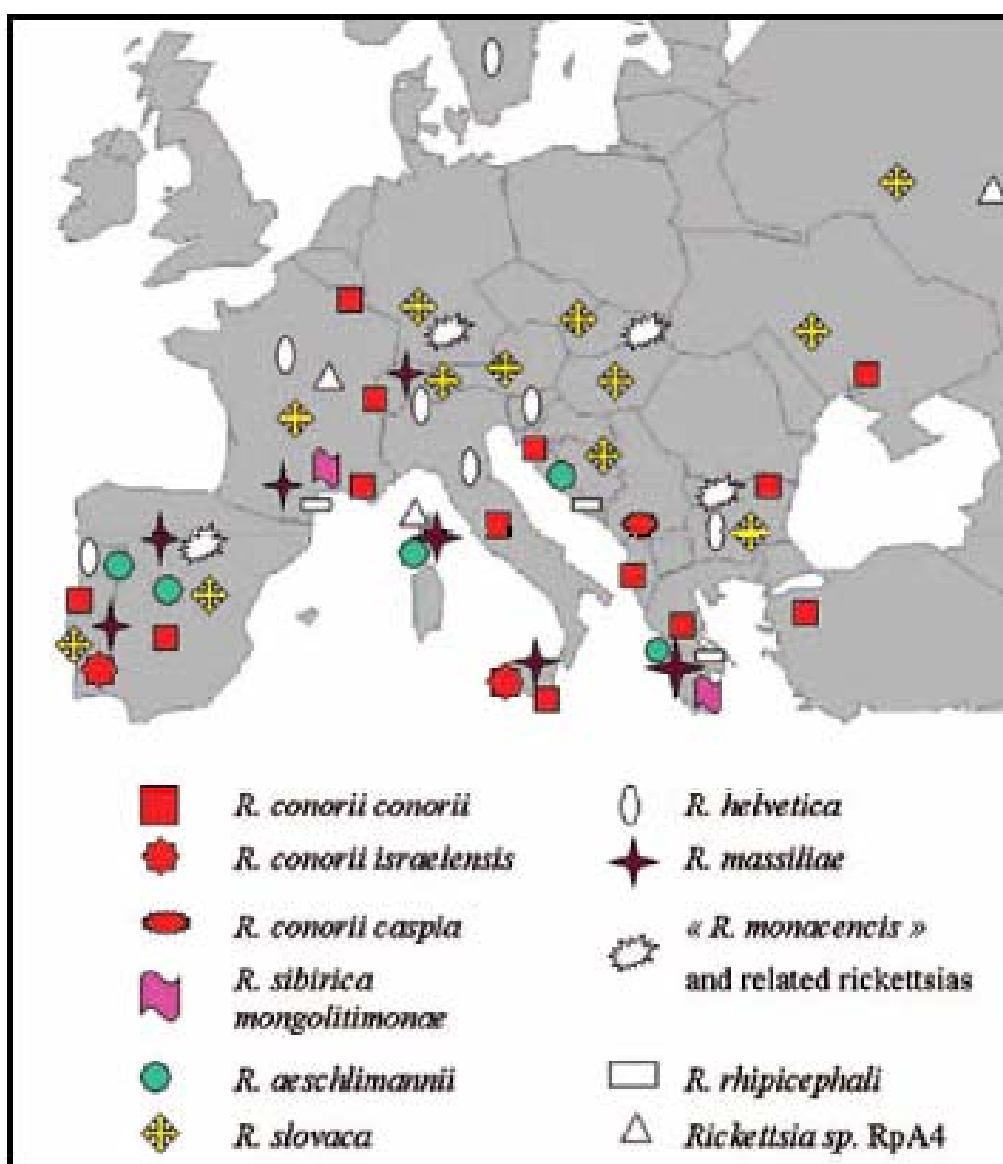 R. conorii conorii
R. conorii israelensis
R. conorii caspia
R. sibirica
mongolitimonae
R. aeschlimannii
R. slovaca
R. helvetica
R. massiliae
« R. monacencis »
and related rickettsias
R. rhipicephali
Rickettsia sp. RpA4